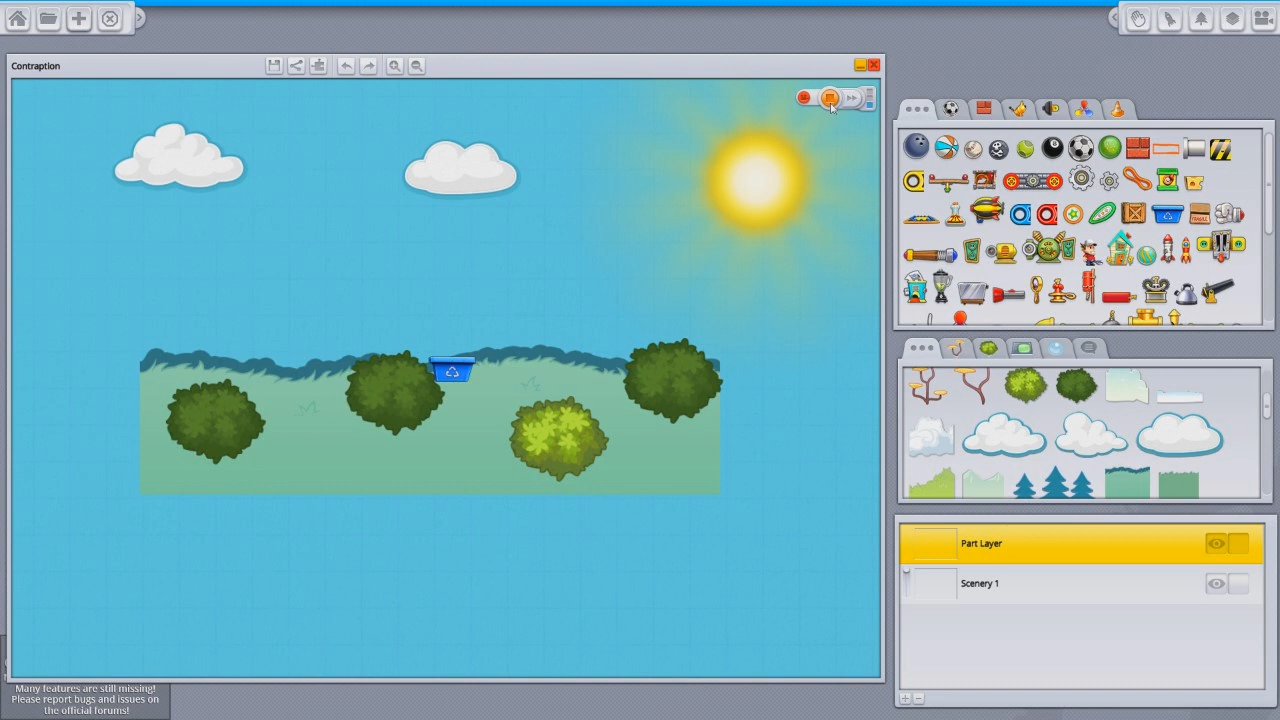 Contraption
FRAGILE
Part Layer
Scenery 1
Many features are still missing!
Please report bugs and issues on
the official forums!